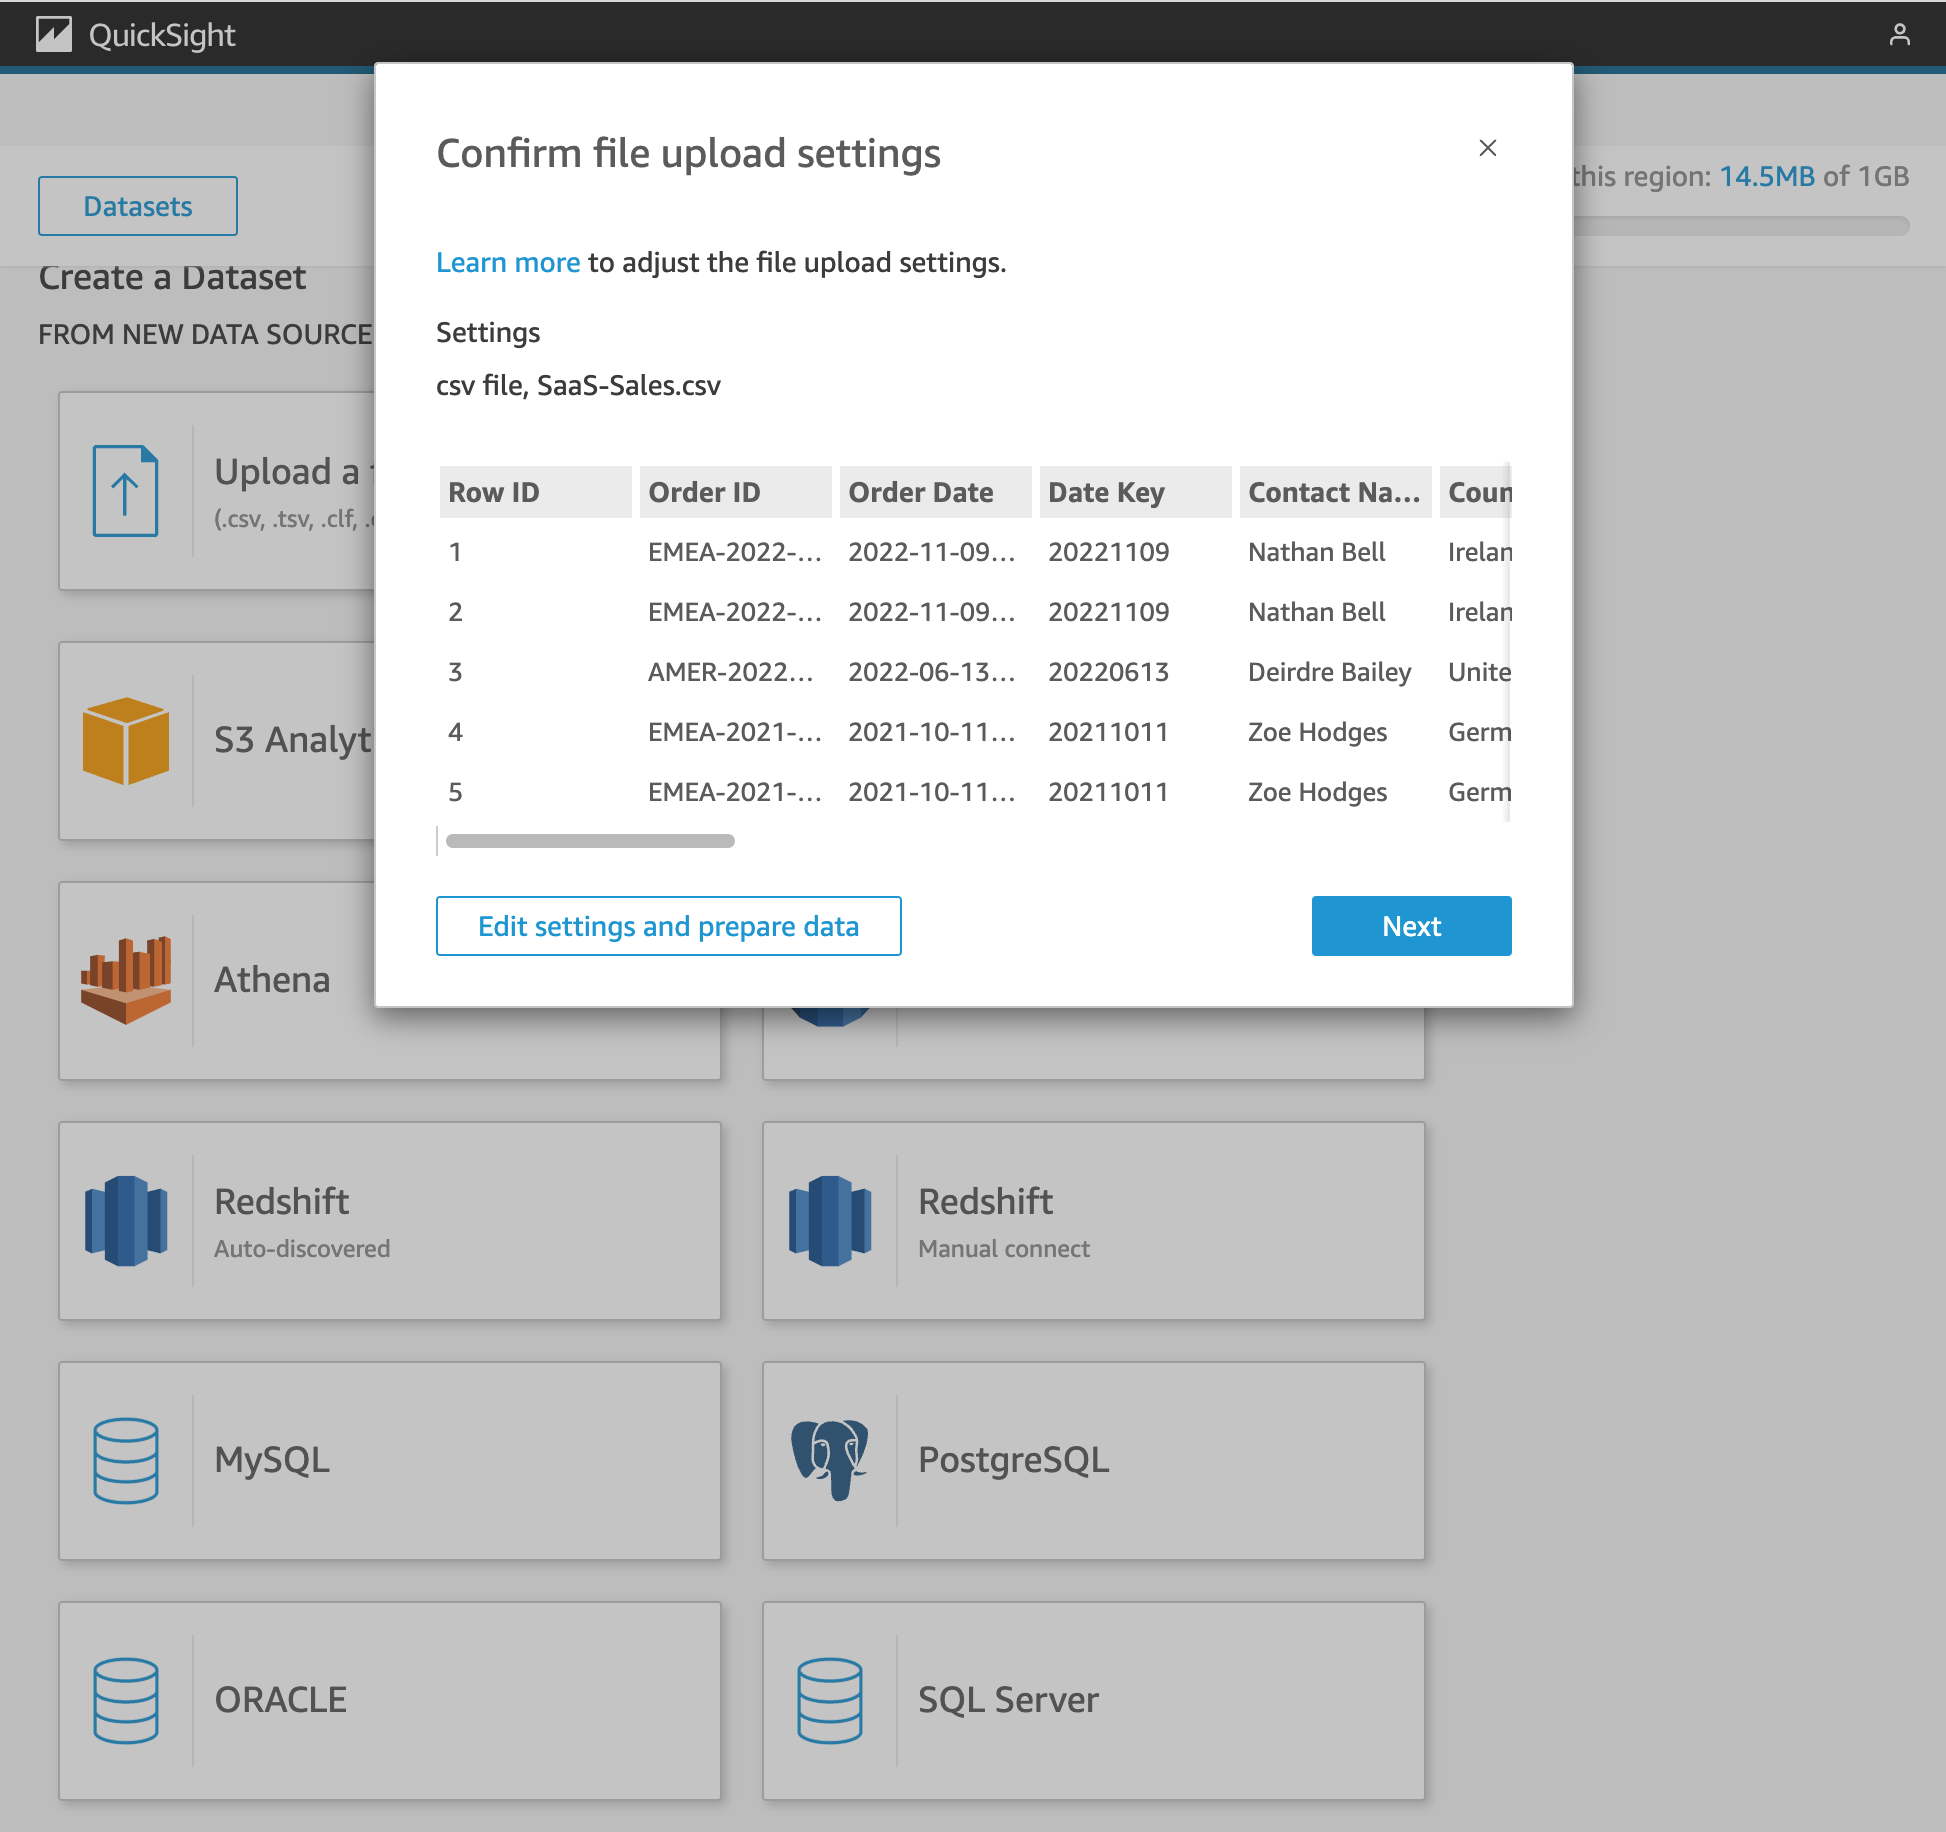 QuickSight
Confirm file upload settings
this region: 14.5MB of 1GB
Datasets
Learn more to adjust the file upload settings.
Create a Dataset
FROM NEW DATA SOURCE
Settings
csv file, SaaS-Sales.csv
Row ID Order ID Order Date Date Key Contact Na... Coun
1 EMEA-2022-... 2022-11-09... 20221109 Nathan Bell Irelan
2 EMEA-2022-... 2022-11-09... 20221109 Nathan Bell Irelan
3 AMER-2022... 2022-06-13... 20220613 Deirdre Bailey Unite
4 EMEA-2021-... 2021-10-11... 20211011 Zoe Hodges Germ
5 EMEA-2021-... 2021-10-11... 20211011 Zoe Hodges Germ
Upload a
(.csv, .tsv, .clf,
S3 Analyt
Edit settings and prepare data
Next
Athena
Redshift
Auto-discovered
Redshift
Manual connect
MySQL
PostgreSQL
ORACLE
SQL Server